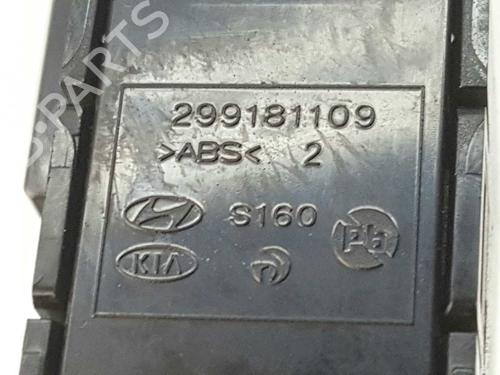 299181109
>ABS< 2
S160
Pb
KIA
S-PARTS